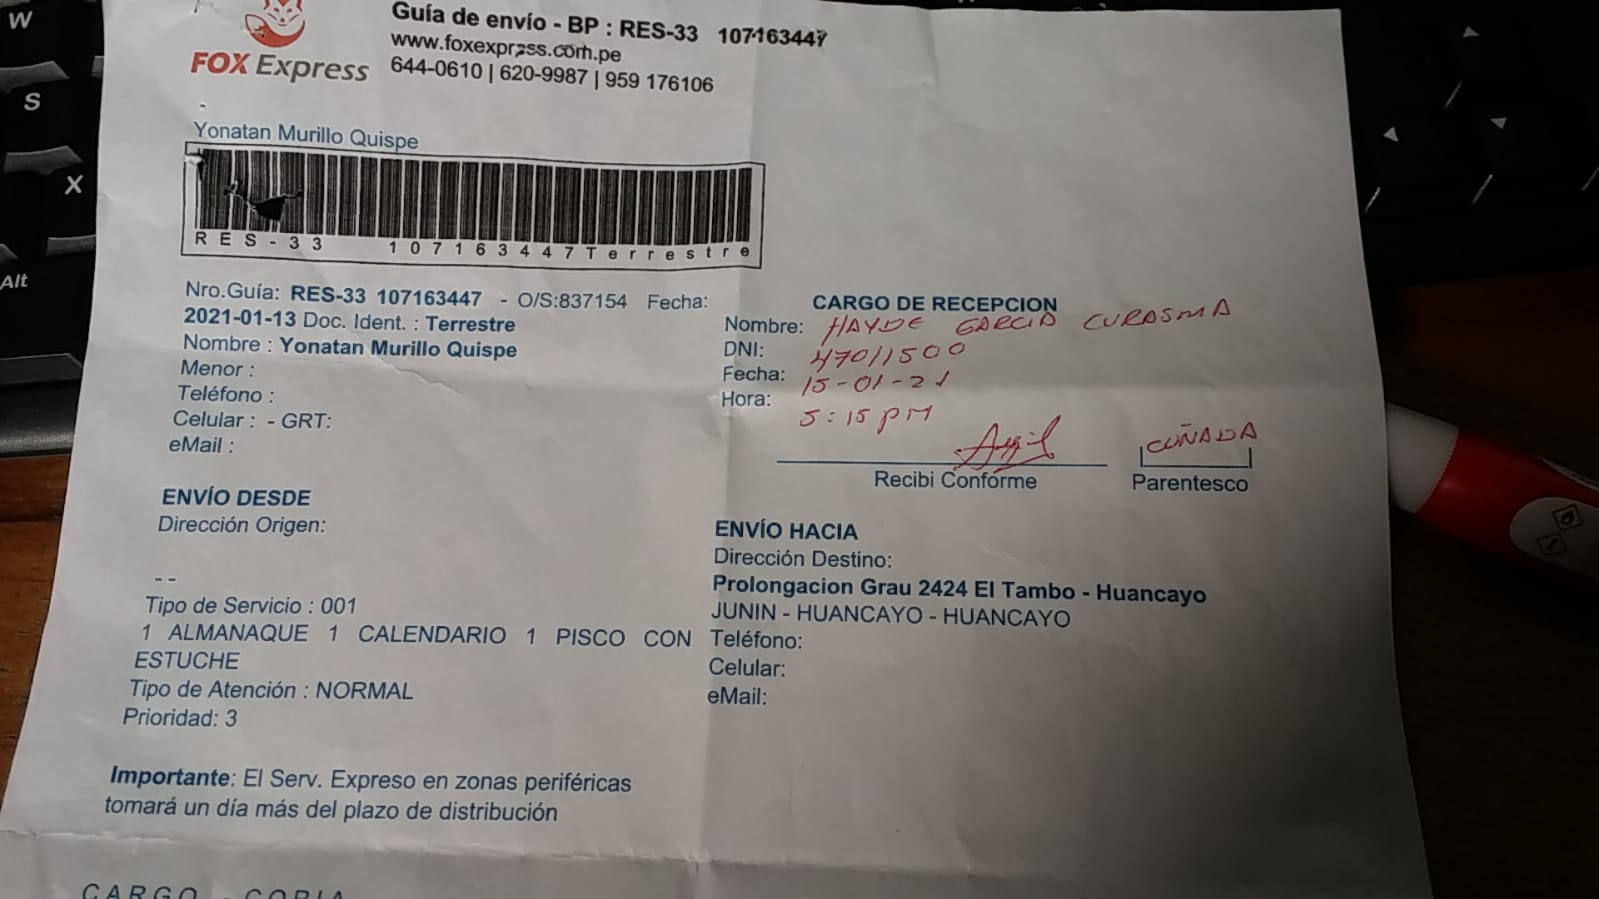 W
S
X
Alt
FOX Express
Guía de envío - BP : RES-33 107163447
www.foxexpress.com.pe
644-0610 | 620-9987 | 959 176106
-
Yonatan Murillo Quispe
RES-33 107163447Terrestre
Nro.Guía: RES-33 107163447 - O/S:837154 Fecha:
2021-01-13 Doc. Ident. : Terrestre
Nombre : Yonatan Murillo Quispe
Menor :
Teléfono :
Celular : - GRT:
eMail :
CARGO DE RECEPCION
Nombre: HAYDE GARCIA CURASMA
DNI: 47011500
Fecha: 15-01-21
Hora: 5:15 PM
Recibi Conforme
CUÑADA
Parentesco
ENVÍO DESDE
Dirección Origen:
- -
Tipo de Servicio : 001
1 ALMANAQUE 1 CALENDARIO 1 PISCO CON
ESTUCHE
Tipo de Atención : NORMAL
Prioridad: 3
ENVÍO HACIA
Dirección Destino:
Prolongacion Grau 2424 El Tambo - Huancayo
JUNIN - HUANCAYO - HUANCAYO
Teléfono:
Celular:
eMail:
Importante: El Serv. Expreso en zonas periféricas
tomará un día más del plazo de distribución
CARGO - COPIA